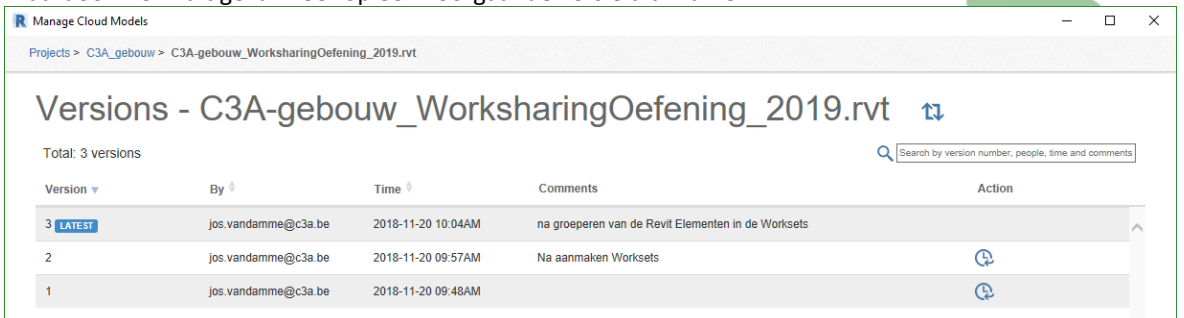 Manage Cloud Models
Projects > C3A_gebouw > C3A-gebouw_WorksharingOefening_2019.rvt
Versions - C3A-gebouw_WorksharingOefening_2019.rvt
Total: 3 versions
Search by version number, people, time and comments
Version By Time Comments Action
3 LATEST jos.vandamme@c3a.be 2018-11-20 10:04AM na groeperen van de Revit Elementen in de Worksets
2 jos.vandamme@c3a.be 2018-11-20 09:57AM Na aanmaken Worksets
1 jos.vandamme@c3a.be 2018-11-20 09:48AM